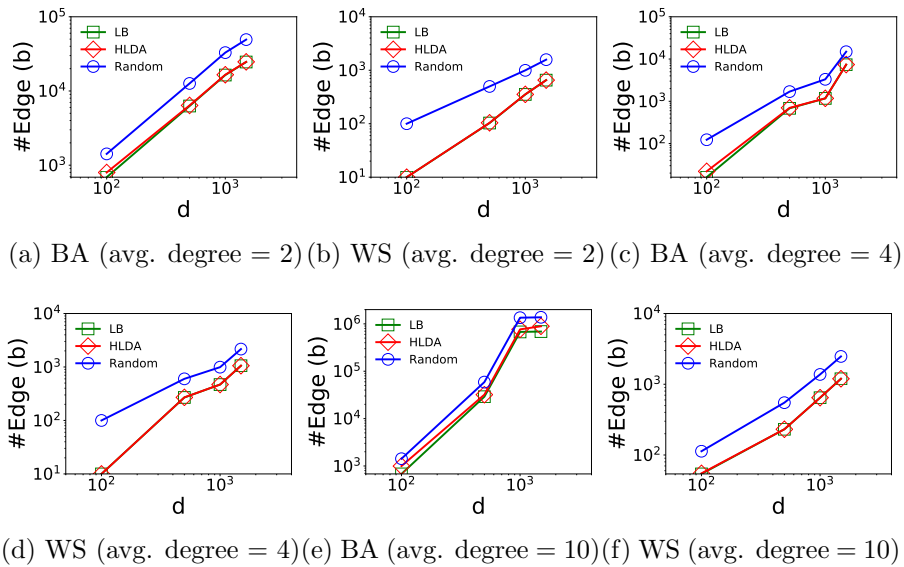 10^5
10^4
10^3
#Edge (b)
LB
HLDA
Random
10^2
10^3
d
10^4
10^3
10^2
10^1
#Edge (b)
LB
HLDA
Random
10^2
10^3
d
10^5
10^4
10^3
10^2
#Edge (b)
LB
HLDA
Random
10^2
10^3
d
(a) BA (avg. degree = 2)
(b) WS (avg. degree = 2)
(c) BA (avg. degree = 4)
10^4
10^3
10^2
10^1
#Edge (b)
LB
HLDA
Random
10^2
10^3
d
10^6
10^5
10^4
10^3
#Edge (b)
LB
HLDA
Random
10^2
10^3
d
10^4
10^3
10^2
#Edge (b)
LB
HLDA
Random
10^2
10^3
d
(d) WS (avg. degree = 4)
(e) BA (avg. degree = 10)
(f) WS (avg. degree = 10)